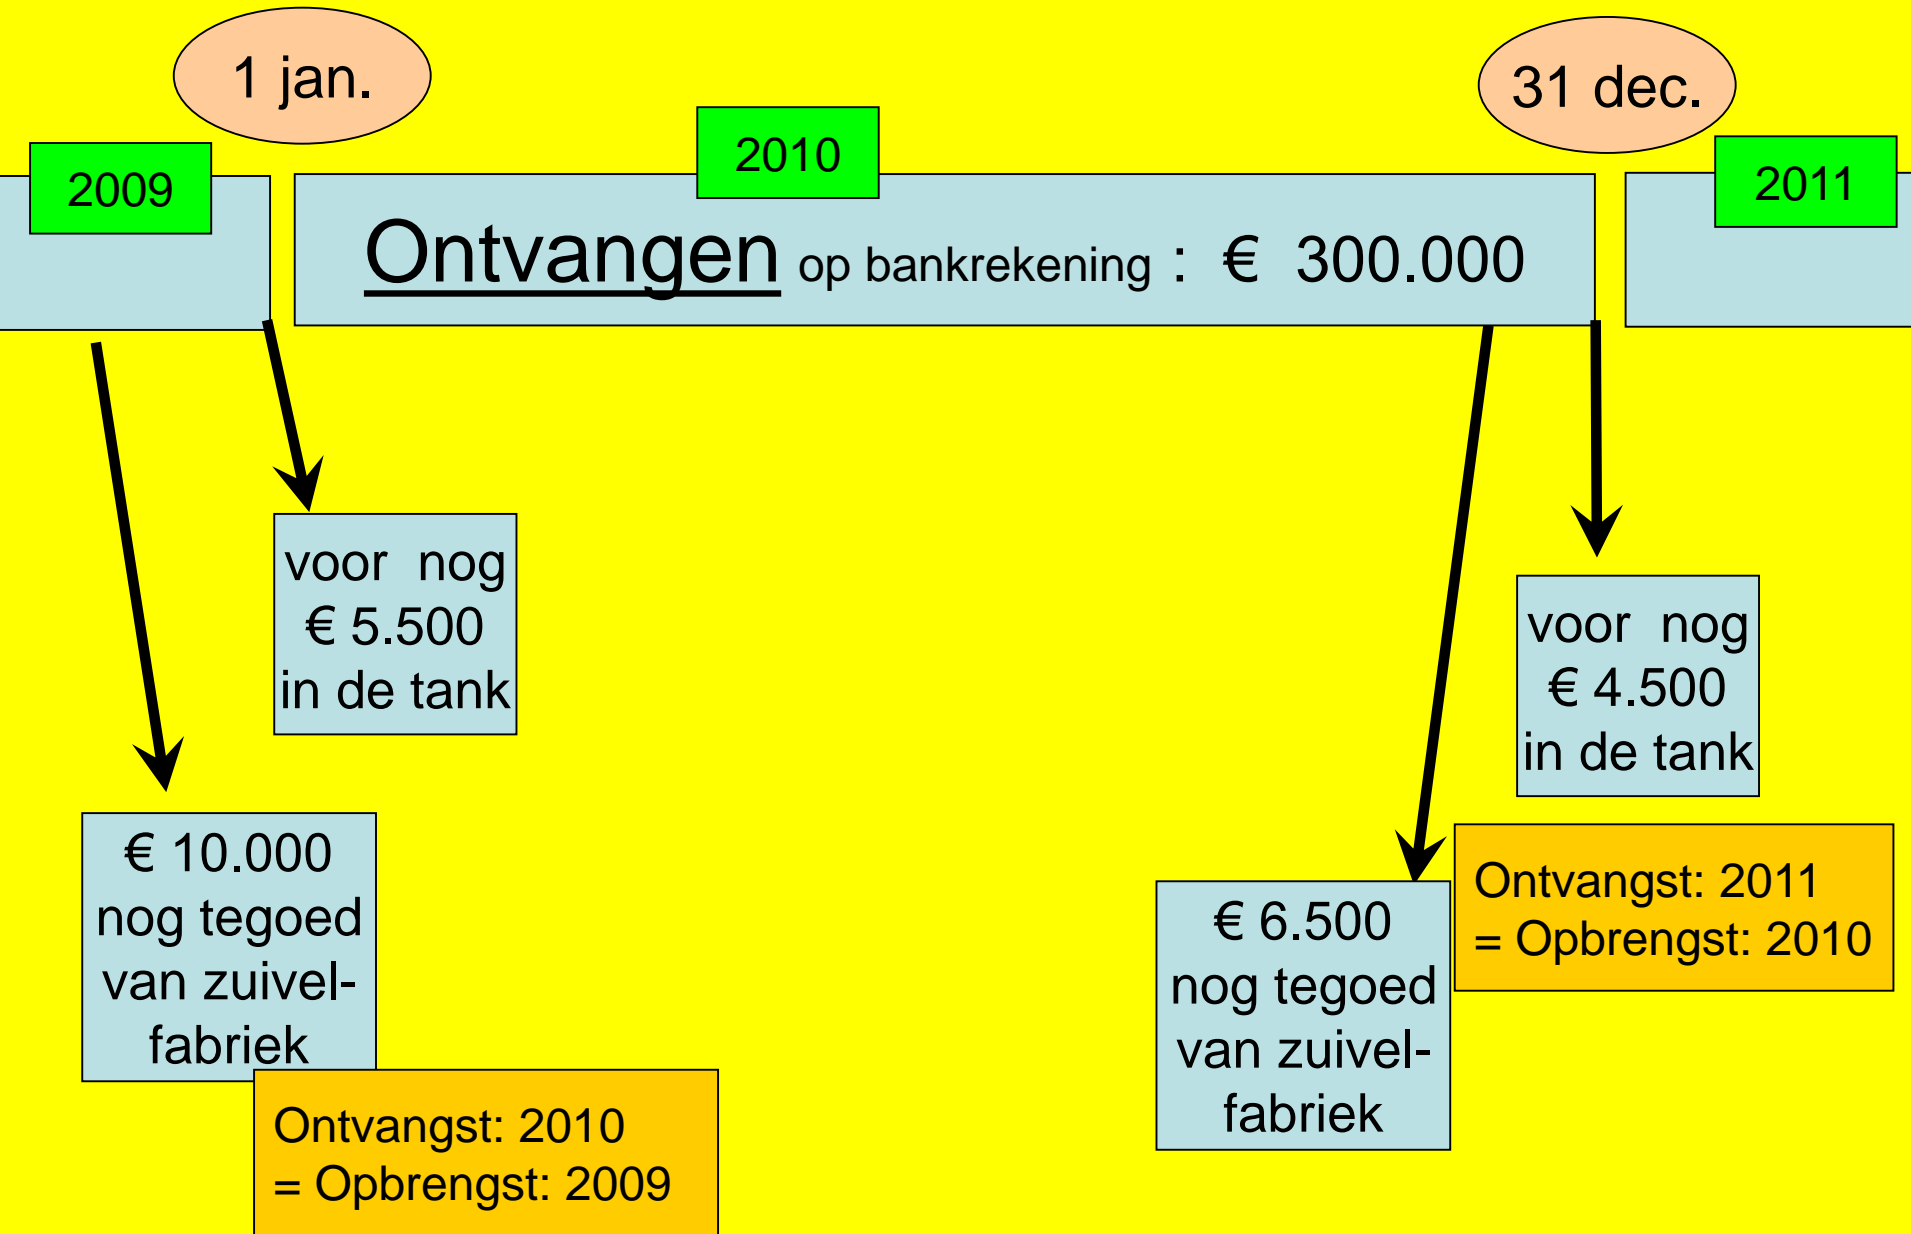 1 jan.
31 dec.
2009
2010
2011
Ontvangen op bankrekening : € 300.000
voor nog
€ 5.500
in de tank
voor nog
€ 4.500
in de tank
€ 10.000
nog tegoed
van zuivel-
fabriek
Ontvangst: 2010
= Opbrengst: 2009
€ 6.500
nog tegoed
van zuivel-
fabriek
Ontvangst: 2011
= Opbrengst: 2010